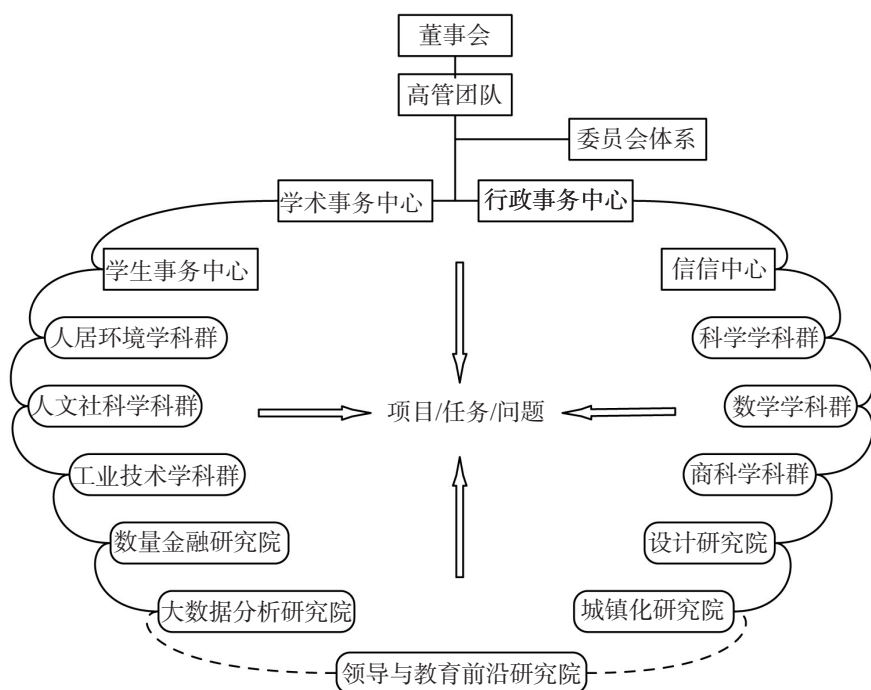 董事会
高管团队
委员会体系
学术事务中心
行政事务中心
学生事务中心
信信中心
人居环境学科群
科学学科群
人文社科学科群
项目/任务/问题
数学学科群
工业技术学科群
商科学科群
数量金融研究院
设计研究院
大数据分析研究院
城镇化研究院
领导与教育前沿研究院